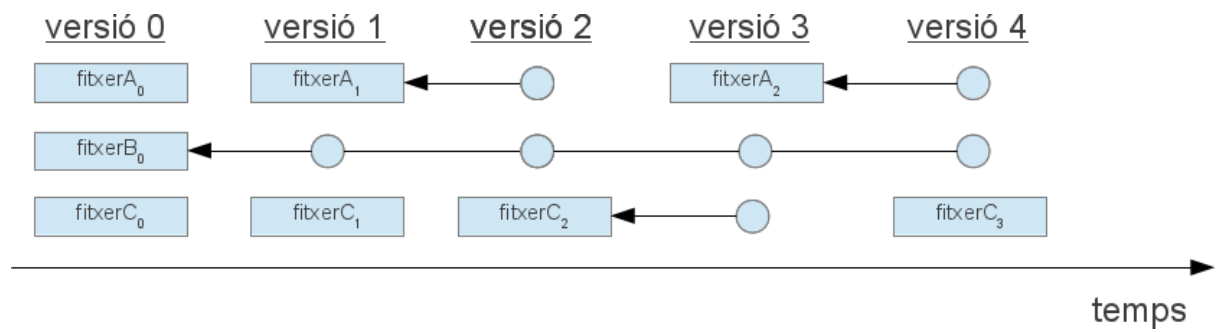 versió 0 versió 1 versió 2 versió 3 versió 4
fitxerA0 fitxerA1 fitxerA2
fitxerB0
fitxerC0 fitxerC1 fitxerC2 fitxerC3
temps